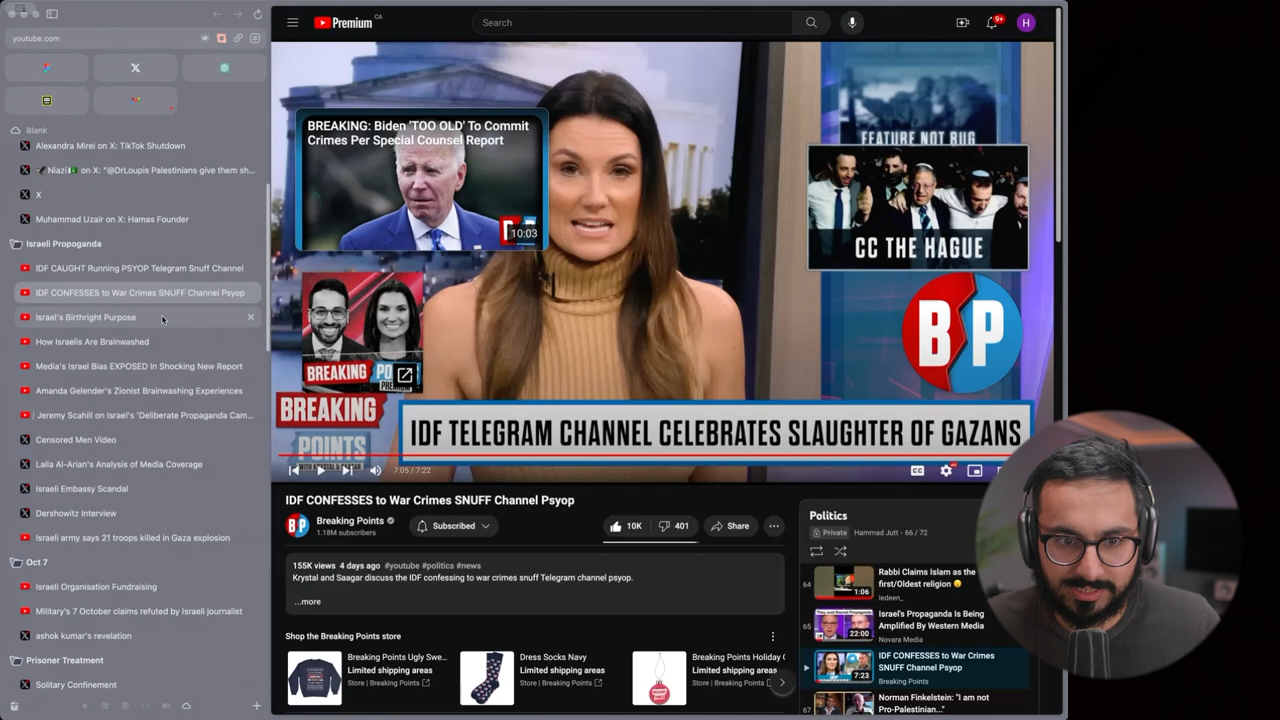 youtube.com
Blank
Alexandra Mirei on X: TikTok Shutdown
Niazi on X: "@DrLoupis Palestinians give them sh...
X
Muhammad Uzair on X: Hamas Founder
Israeli Propoganda
IDF CAUGHT Running PSYOP Telegram Snuff Channel
IDF CONFESSES to War Crimes SNUFF Channel Psyop
Israel's Birthright Purpose
How Israelis Are Brainwashed
Media's Israel Bias EXPOSED In Shocking New Report
Amanda Gelender's Zionist Brainwashing Experiences
Jeremy Scahill on Israel's 'Deliberate Propaganda Cam...
Censored Men Video
Laila Al-Arian's Analysis of Media Coverage
Israeli Embassy Scandal
Dershowitz Interview
Israeli army says 21 troops killed in Gaza explosion
Oct 7
Israeli Organisation Fundraising
Military's 7 October claims refuted by Israeli journalist
ashok kumar's revelation
Prisoner Treatment
Solitary Confinement
Premium CA
Search
9+
H
BREAKING: Biden 'TOO OLD' To Commit
Crimes Per Special Counsel Report
10:03
FEATURE NOT BUG
CC THE HAGUE
BP
BREAKING PO
PREMIUM
BREAKING
POINTS
WITH KRYSTAL & SAAGAR
IDF TELEGRAM CHANNEL CELEBRATES SLAUGHTER OF GAZANS
7:05 / 7:22
CC
IDF CONFESSES to War Crimes SNUFF Channel Psyop
BP
Breaking Points
1.18M subscribers
Subscribed
10K
401
Share
155K views 4 days ago #youtube #politics #news
Krystal and Saagar discuss the IDF confessing to war crimes snuff Telegram channel psyop.
...more
Shop the Breaking Points store
Breaking Points Ugly Swe...
Limited shipping areas
Store | Breaking Points
Dress Socks Navy
Limited shipping areas
Store | Breaking Points
Breaking Points Holiday
Limited shipping areas
Store | Breaking Points
Politics
Private
Hammad Jutt - 66 / 72
64
1:06
Rabbi Claims Islam as the
first/Oldest religion
ledeen_
65
22:00
Israel's Propaganda Is Being
Amplified By Western Media
Novara Media
7:23
IDF CONFESSES to War Crimes
SNUFF Channel Psyop
Breaking Points
67
Norman Finkelstein: "I am not
Pro-Palestinian...."